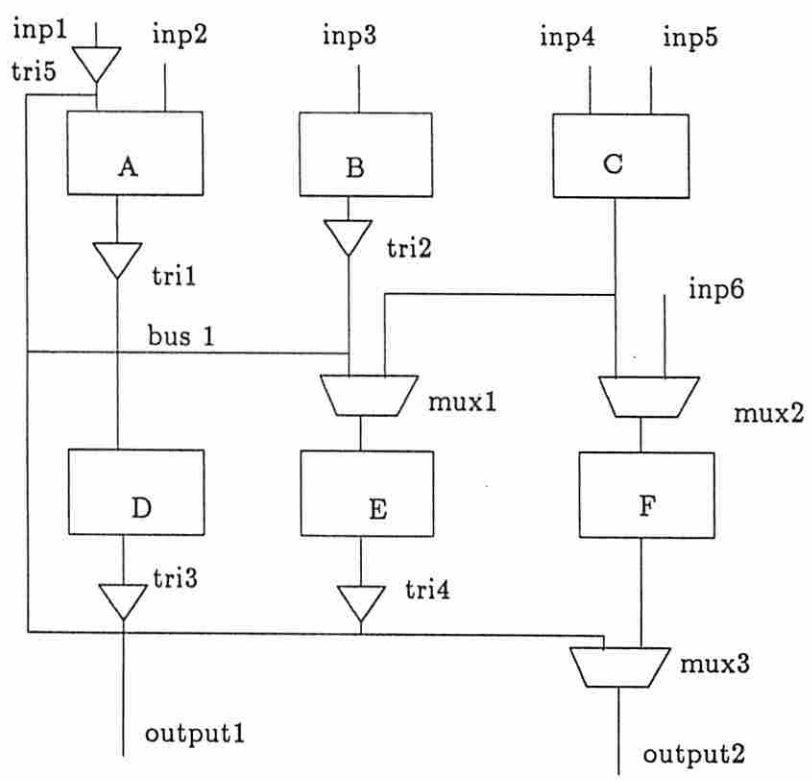 inp1
inp2
inp3
inp4
inp5
tri5
A
B
C
tri2
tri1
inp6
bus 1
mux1
mux2
D
E
F
tri3
tri4
mux3
output1
output2